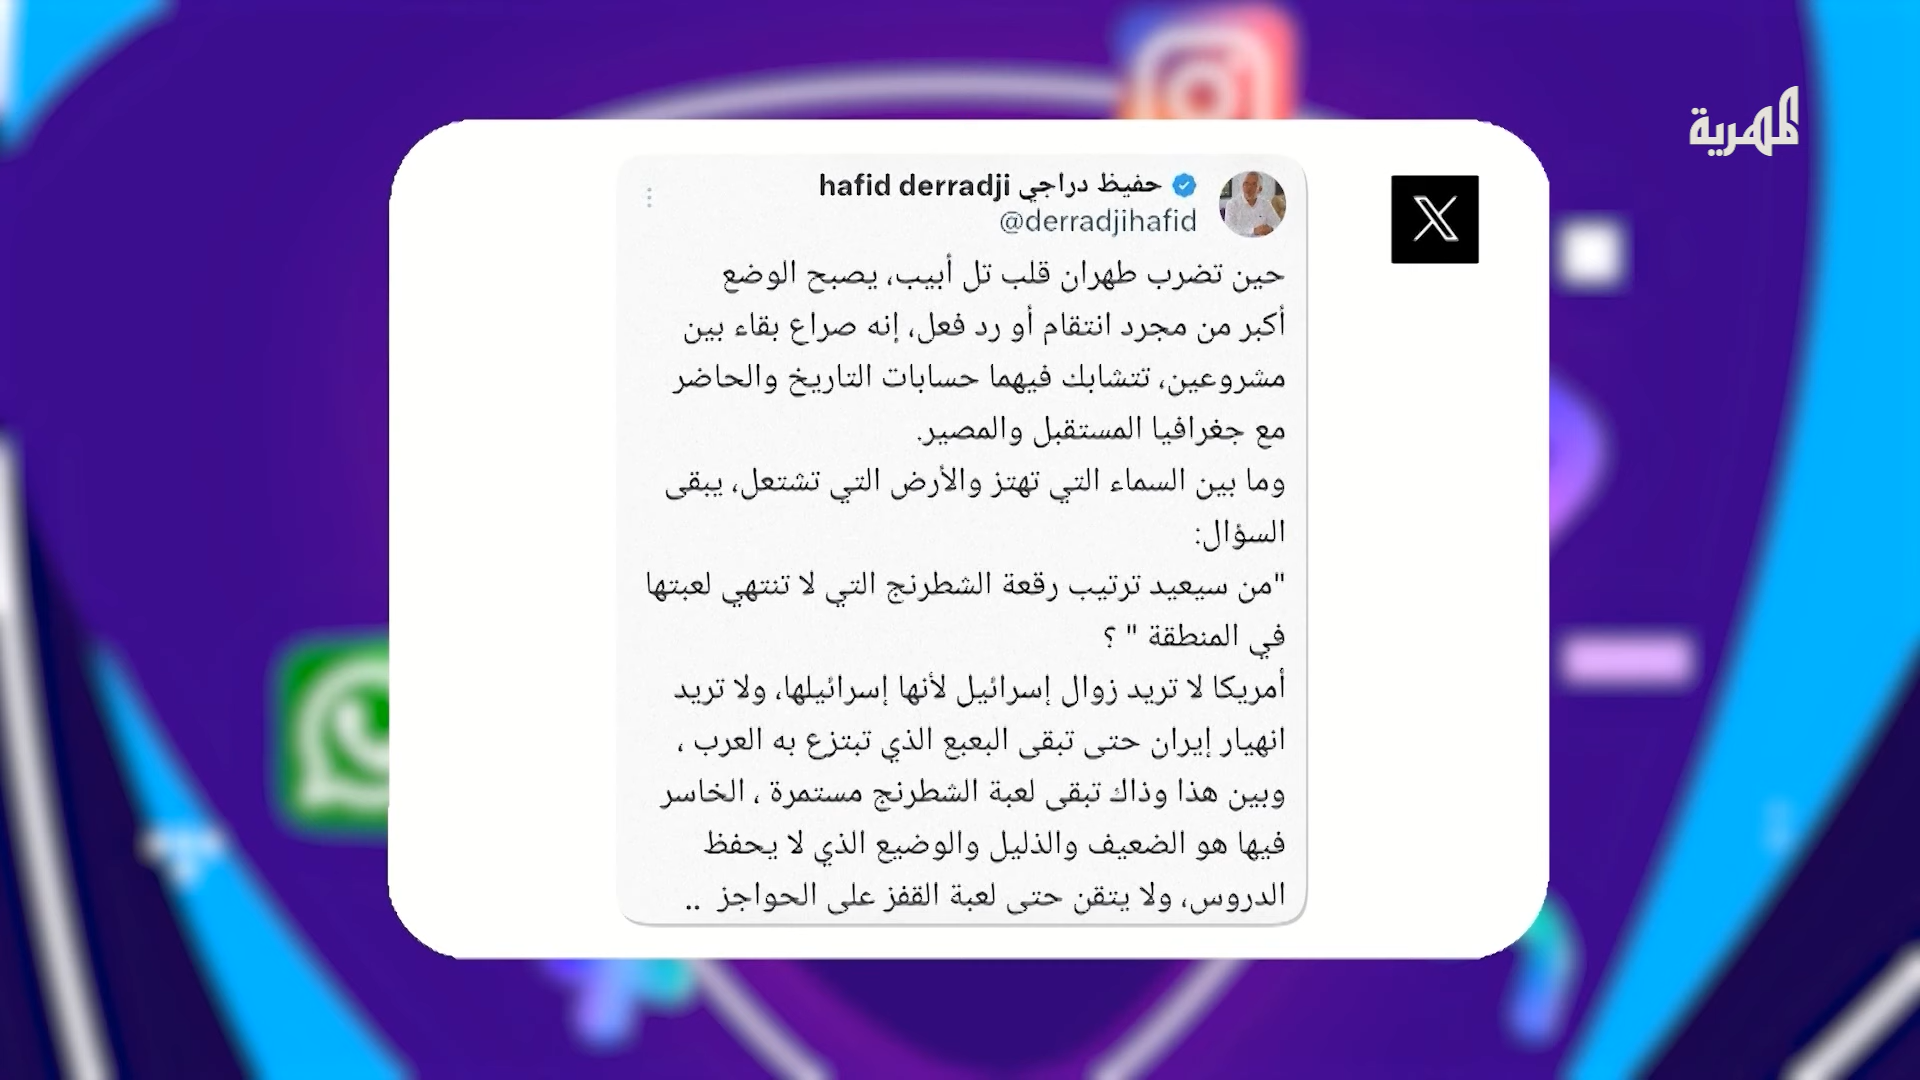 المهرية
حفيظ دراجي hafid derradji
@derradjihafid
حين تضرب طهران قلب تل أبيب، يصبح الوضع
أكبر من مجرد انتقام أو رد فعل، إنه صراع بقاء بين
مشروعين، تتشابك فيهما حسابات التاريخ والحاضر
مع جغرافيا المستقبل والمصير.
وما بين السماء التي تهتز والأرض التي تشتعل، يبقى
السؤال:
"من سيعيد ترتيب رقعة الشطرنج التي لا تنتهي لعبتها
في المنطقة " ؟
أمريكا لا تريد زوال إسرائيل لأنها إسرائيلها، ولا تريد
انهيار إيران حتى تبقى البعبع الذي تبتزع به العرب ،
وبين هذا وذاك تبقى لعبة الشطرنج مستمرة ، الخاسر
فيها هو الضعيف والذليل والوضيع الذي لا يحفظ
الدروس، ولا يتقن حتى لعبة القفز على الحواجز ..